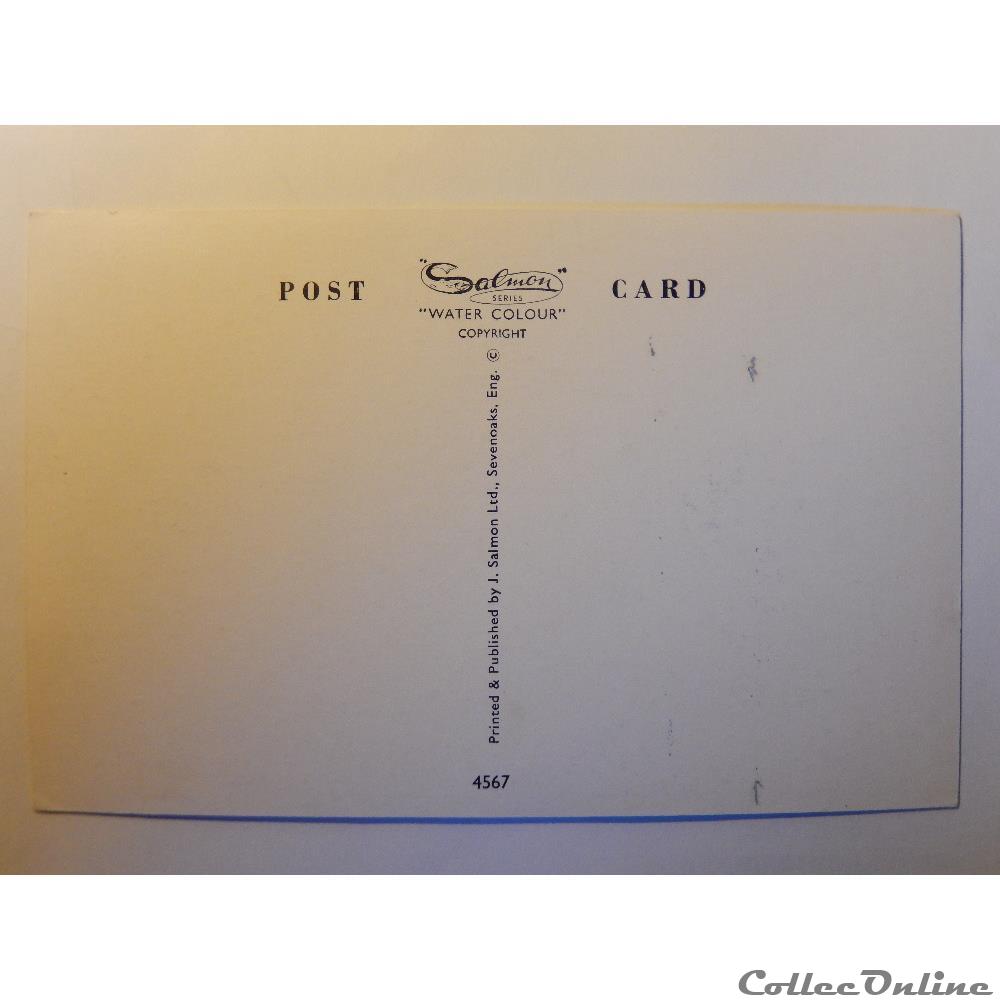 POST "Salmon" CARD
SERIES
"WATER COLOUR"
COPYRIGHT
Printed & Published by J. Salmon Ltd., Sevenoaks, Eng. ©
4567
CollecOnline